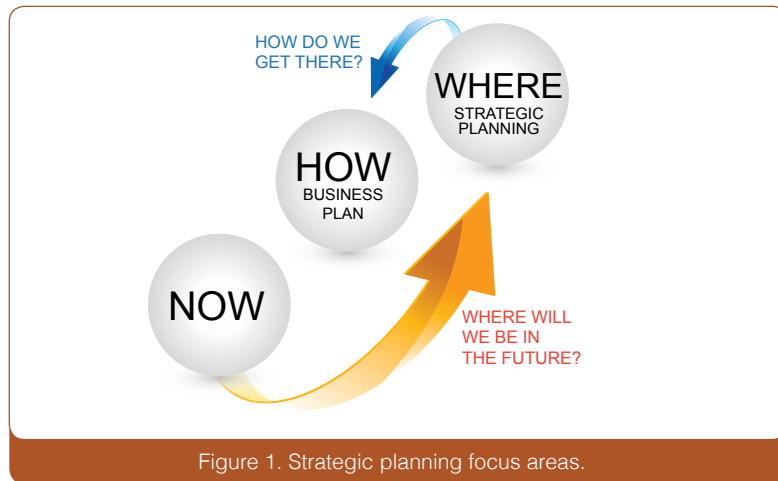 HOW DO WE
GET THERE?
WHERE
STRATEGIC
PLANNING
HOW
BUSINESS
PLAN
NOW
WHERE WILL
WE BE IN
THE FUTURE?
Figure 1. Strategic planning focus areas.